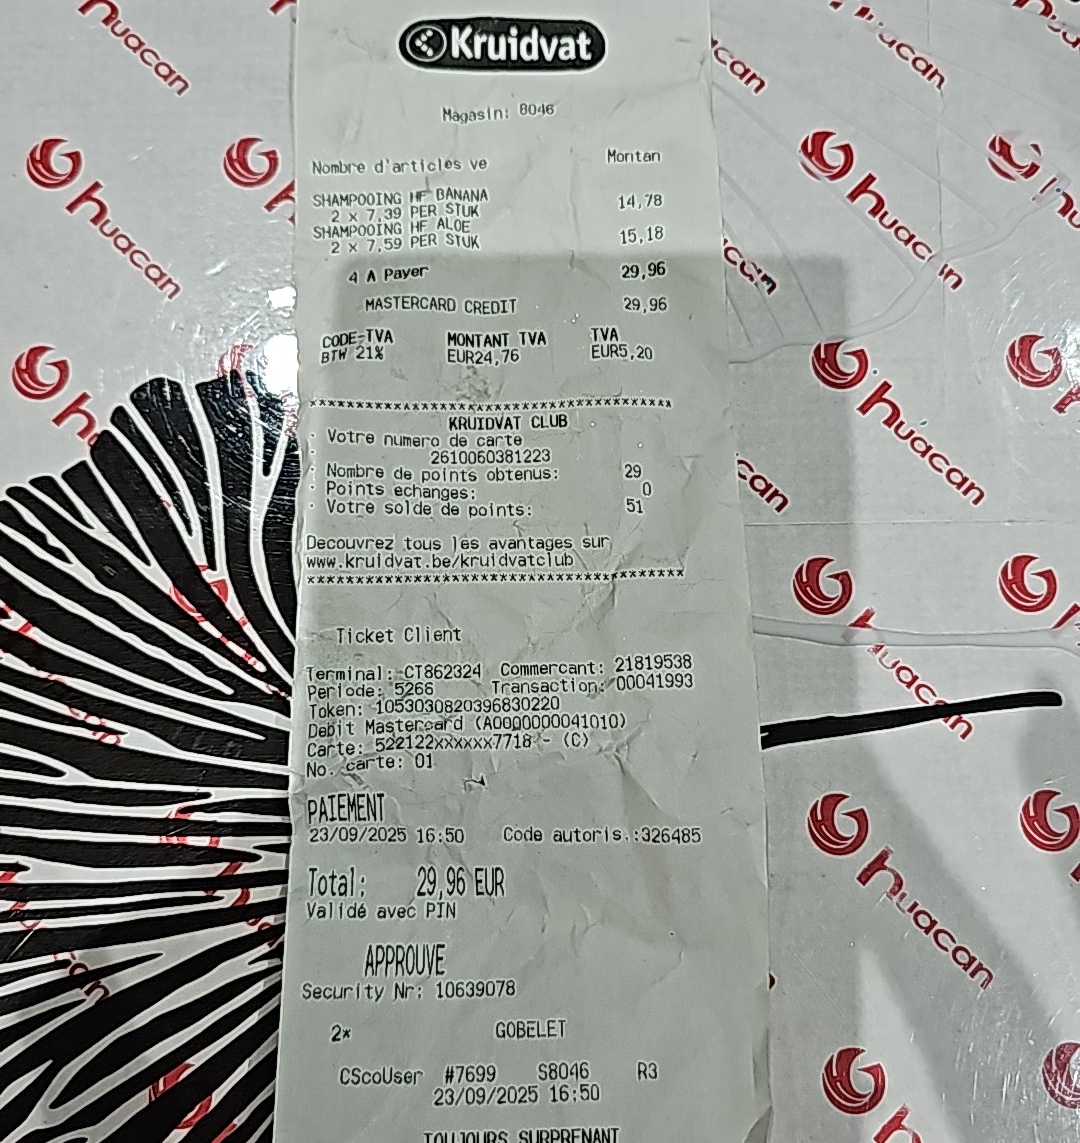 Kruidvat
Magasin: 8046
Nombre d'articles ve Montan
SHAMPOOING HF BANANA 14,78
2 x 7,39 PER STUK
SHAMPOOING HF ALOE 15,18
2 x 7,59 PER STUK
4 A Payer 29,96
MASTERCARD CREDIT 29,96
CODE-TVA MONTANT TVA TVA
BTW 21% EUR24,76 EUR5,20
****************************************
KRUIDVAT CLUB
Votre numero de carte
2610060381223
Nombre de points obtenus: 29
Points echanges: 0
Votre solde de points: 51
Decouvrez tous les avantages sur
www.kruidvat.be/kruidvatclub
****************************************
Ticket Client
Terminal: CT862324 Commercant: 21819538
Periode: 5266 Transaction: 00041993
Token: 1053030820396830220
Debit Mastercard (A0000000041010)
Carte: 522122xxxxxx7718 - (C)
No. carte: 01
PAIEMENT
23/09/2025 16:50 Code autoris.:326485
Total: 29,96 EUR
Validé avec PIN
APPROUVE
Security Nr: 10639078
2* GOBELET
CScoUser #7699 S8046 R3
23/09/2025 16:50
TOUJOURS SURPRENANT
huacan
huacan
huacan
huacan
huacan
huacan
huacan